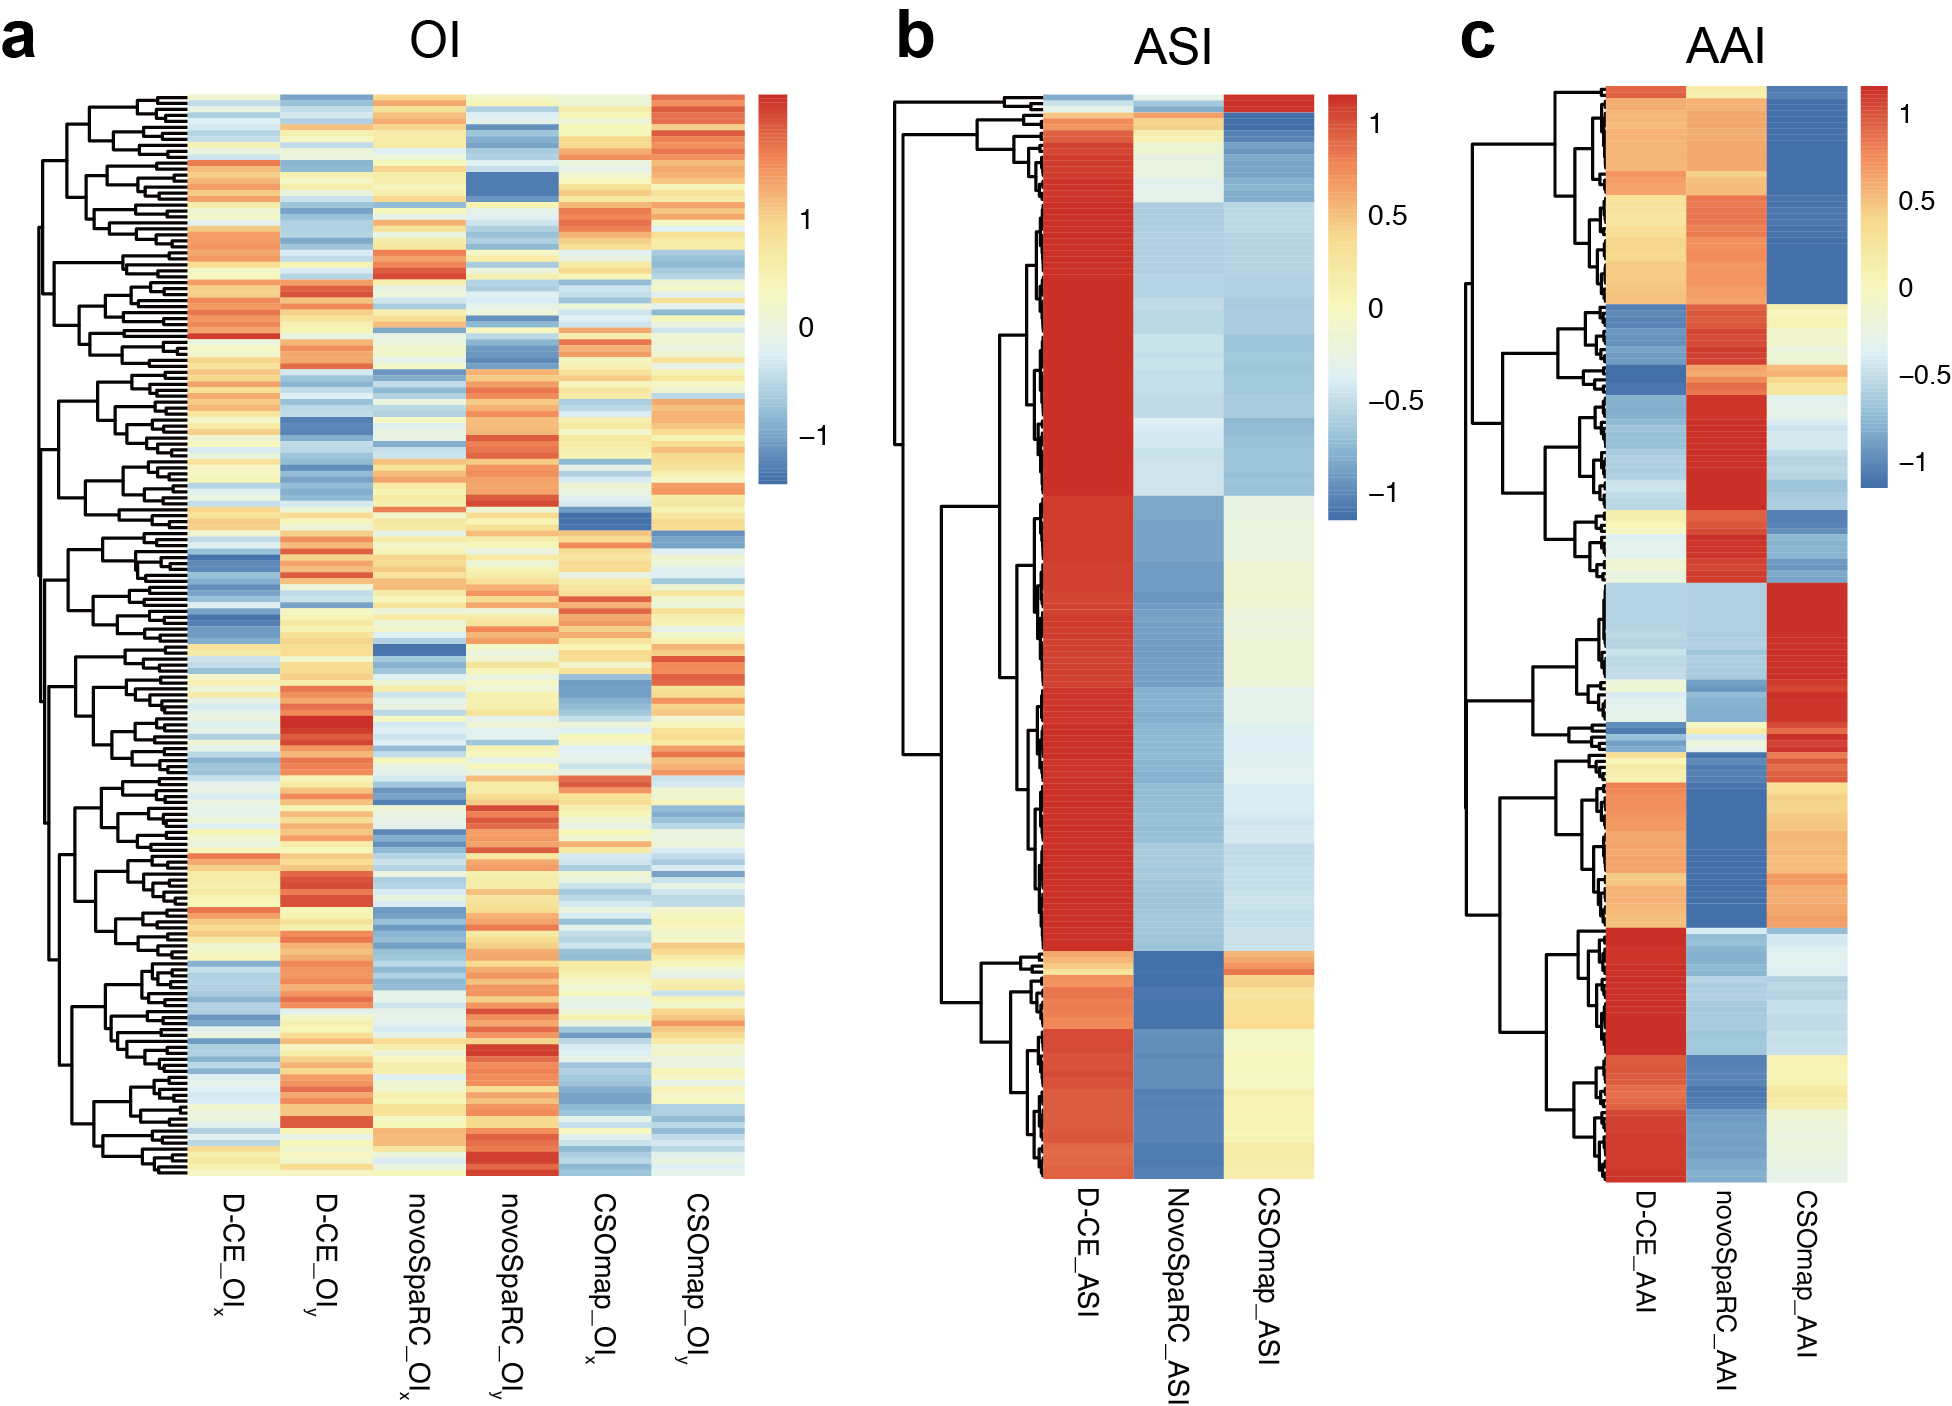 a
OI
1
0
−1
D-CE_OIx
D-CE_OIy
novoSpaRC_OIx
novoSpaRC_OIy
CSOmap_OIx
CSOmap_OIy
b
ASI
1
0.5
0
−0.5
−1
D-CE_ASI
NovoSpaRC_ASI
CSOmap_ASI
c
AAI
1
0.5
0
−0.5
−1
D-CE_AAI
novoSpaRC_AAI
CSOmap_AAI